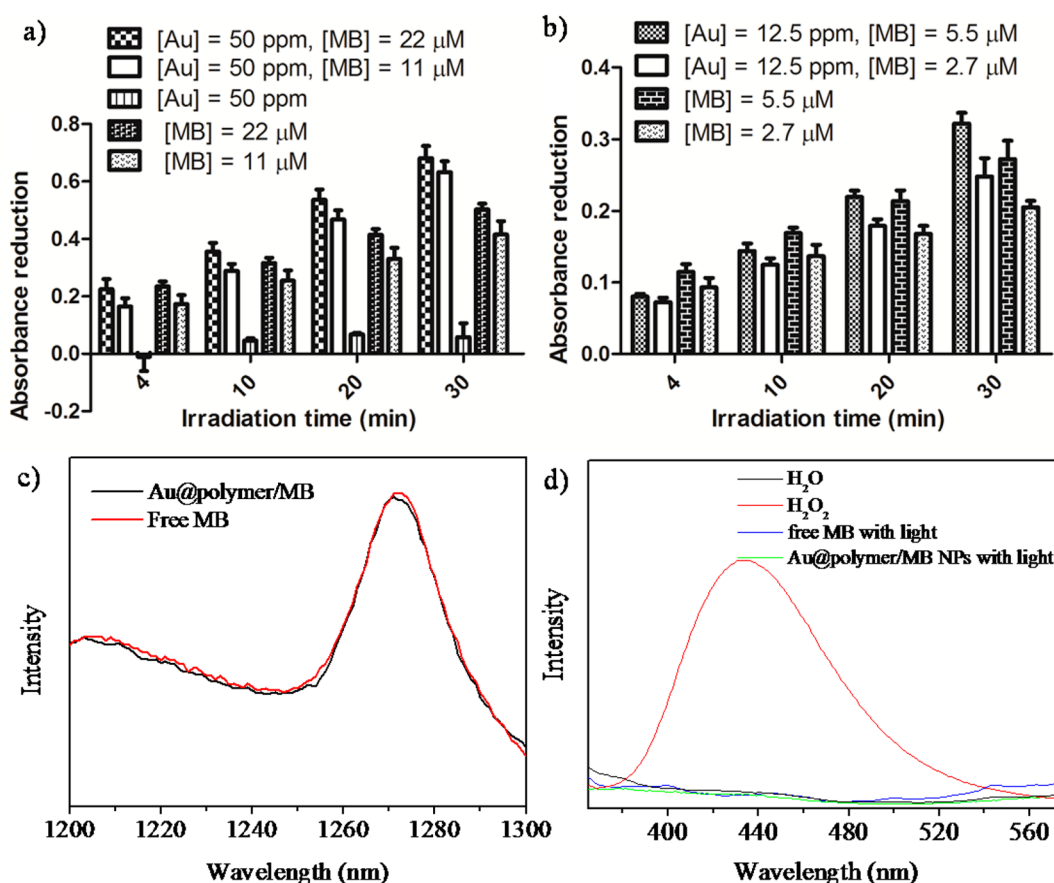 a)
[Au] = 50 ppm, [MB] = 22 μM
[Au] = 50 ppm, [MB] = 11 μM
[Au] = 50 ppm
[MB] = 22 μM
[MB] = 11 μM
Absorbance reduction
0.8
0.6
0.4
0.2
0.0
-0.2
4
10
20
30
Irradiation time (min)
b)
[Au] = 12.5 ppm, [MB] = 5.5 μM
[Au] = 12.5 ppm, [MB] = 2.7 μM
[MB] = 5.5 μM
[MB] = 2.7 μM
Absorbance reduction
0.4
0.3
0.2
0.1
0.0
4
10
20
30
Irradiation time (min)
c)
Au@polymer/MB
Free MB
Intensity
1200
1220
1240
1260
1280
1300
Wavelength (nm)
d)
H₂O
H₂O₂
free MB with light
Au@polymer/MB NPs with light
Intensity
400
440
480
520
560
Wavelength (nm)